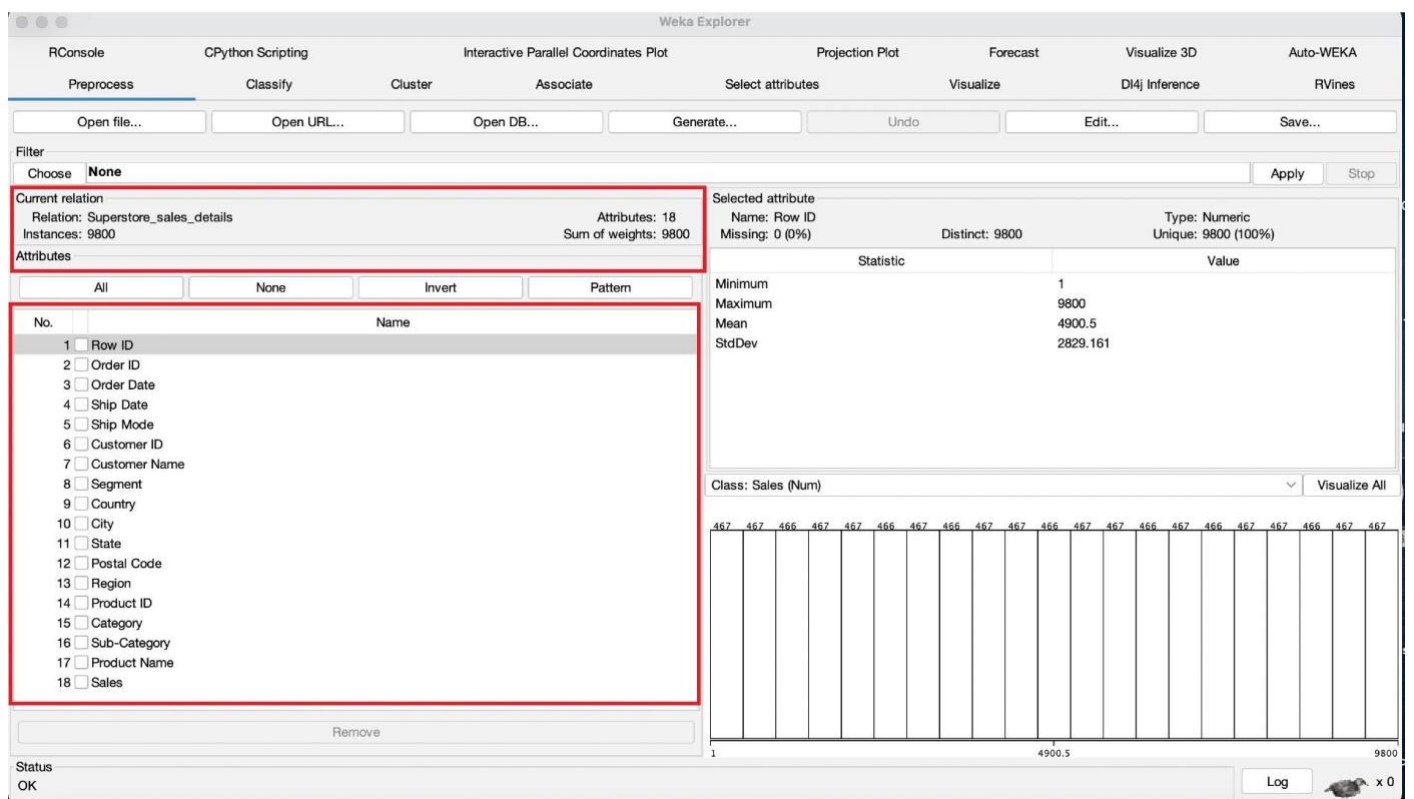 Weka Explorer
RConsole CPython Scripting Interactive Parallel Coordinates Plot Projection Plot Forecast Visualize 3D Auto-WEKA
Preprocess Classify Cluster Associate Select attributes Visualize Dl4j Inference RVines
Open file... Open URL... Open DB... Generate... Undo Edit... Save...
Filter
Choose None Apply Stop
Current relation
Relation: Superstore_sales_details Attributes: 18
Instances: 9800 Sum of weights: 9800
Attributes
All None Invert Pattern
No. Name
1 Row ID
2 Order ID
3 Order Date
4 Ship Date
5 Ship Mode
6 Customer ID
7 Customer Name
8 Segment
9 Country
10 City
11 State
12 Postal Code
13 Region
14 Product ID
15 Category
16 Sub-Category
17 Product Name
18 Sales
Remove
Selected attribute
Name: Row ID Type: Numeric
Missing: 0 (0%) Distinct: 9800 Unique: 9800 (100%)
Statistic Value
Minimum 1
Maximum 9800
Mean 4900.5
StdDev 2829.161
Class: Sales (Num) Visualize All
467 467 466 467 467 466 467 467 467 466 467 467 467 466 467 466 467 467 466 467 467
1 4900.5 9800
Status
OK Log x 0